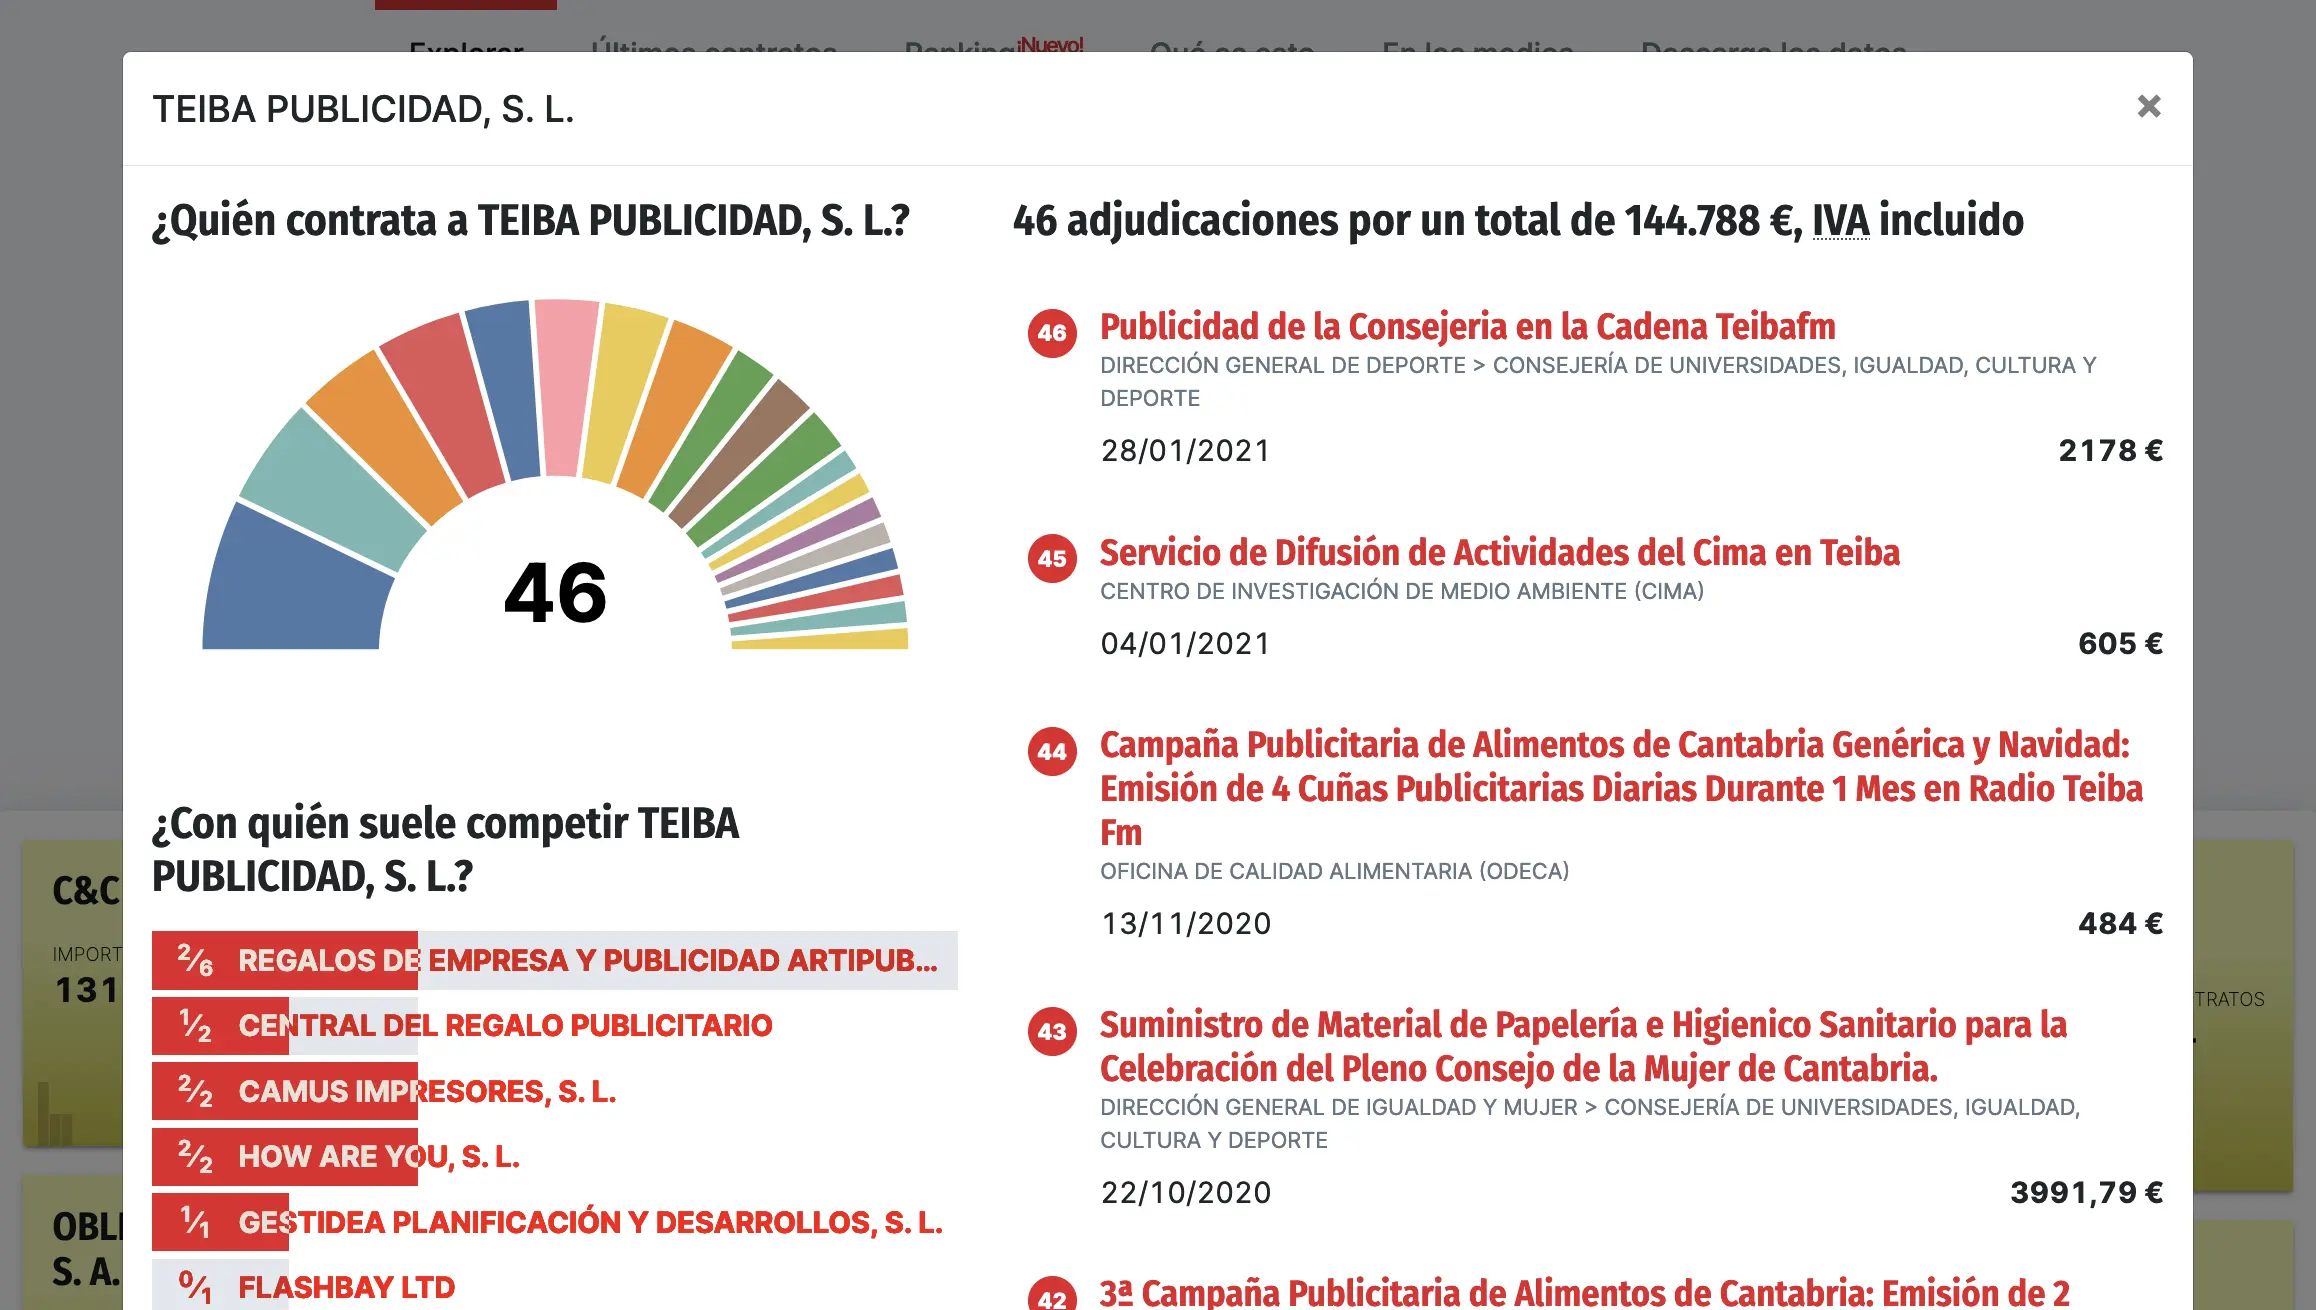 Explorar Últimos contratos Ranking ¡Nuevo! Qué es esto En los medios Descarga los datos
TEIBA PUBLICIDAD, S. L.
×
¿Quién contrata a TEIBA PUBLICIDAD, S. L.?
46
¿Con quién suele competir TEIBA
PUBLICIDAD, S. L.?
2/6 REGALOS DE EMPRESA Y PUBLICIDAD ARTIPUB...
1/2 CENTRAL DEL REGALO PUBLICITARIO
2/2 CAMUS IMPRESORES, S. L.
2/2 HOW ARE YOU, S. L.
1/1 GESTIDEA PLANIFICACIÓN Y DESARROLLOS, S. L.
0/1 FLASHBAY LTD
46 adjudicaciones por un total de 144.788 €, IVA incluido
46 Publicidad de la Consejeria en la Cadena Teibafm
DIRECCIÓN GENERAL DE DEPORTE > CONSEJERÍA DE UNIVERSIDADES, IGUALDAD, CULTURA Y
DEPORTE
28/01/2021 2178 €
45 Servicio de Difusión de Actividades del Cima en Teiba
CENTRO DE INVESTIGACIÓN DE MEDIO AMBIENTE (CIMA)
04/01/2021 605 €
44 Campaña Publicitaria de Alimentos de Cantabria Genérica y Navidad:
Emisión de 4 Cuñas Publicitarias Diarias Durante 1 Mes en Radio Teiba
Fm
OFICINA DE CALIDAD ALIMENTARIA (ODECA)
13/11/2020 484 €
43 Suministro de Material de Papelería e Higienico Sanitario para la
Celebración del Pleno Consejo de la Mujer de Cantabria.
DIRECCIÓN GENERAL DE IGUALDAD Y MUJER > CONSEJERÍA DE UNIVERSIDADES, IGUALDAD,
CULTURA Y DEPORTE
22/10/2020 3991,79 €
42 3ª Campaña Publicitaria de Alimentos de Cantabria: Emisión de 2
C&C
IMPORT
131
TRATOS
OBLI
S. A.